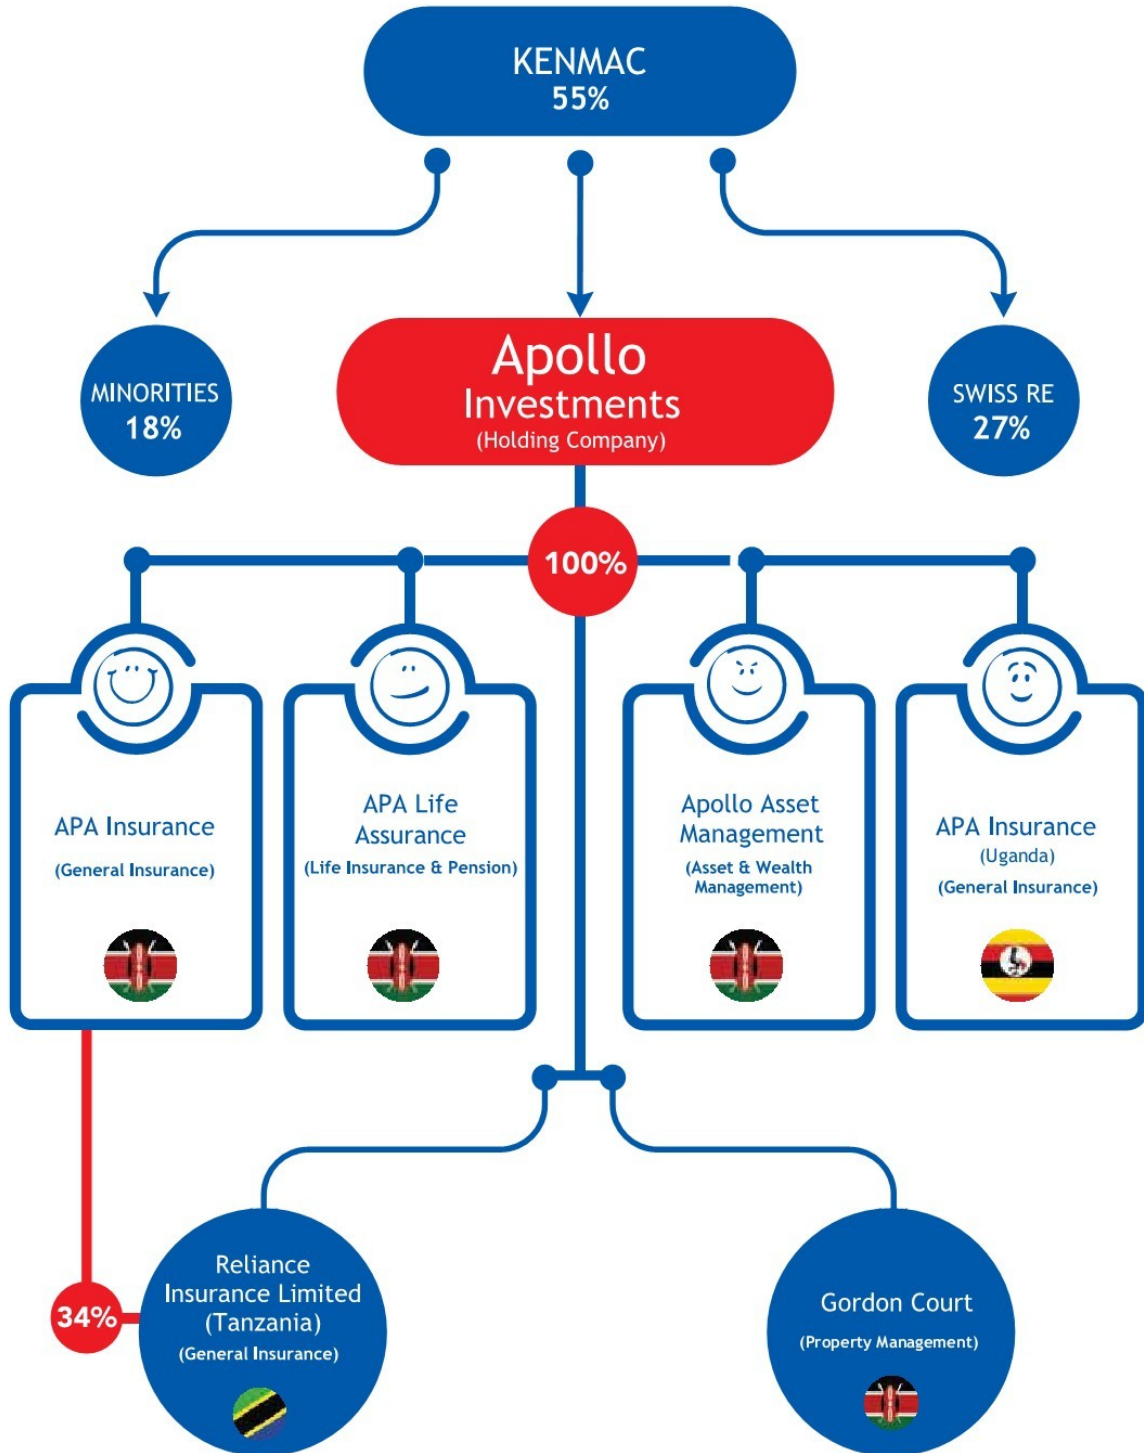 KENMAC
55%
MINORITIES
18%
Apollo
Investments
(Holding Company)
SWISS RE
27%
100%
APA Insurance
(General Insurance)
APA Life
Assurance
(Life Insurance & Pension)
Apollo Asset
Management
(Asset & Wealth
Management)
APA Insurance
(Uganda)
(General Insurance)
34%
Reliance
Insurance Limited
(Tanzania)
(General Insurance)
Gordon Court
(Property Management)